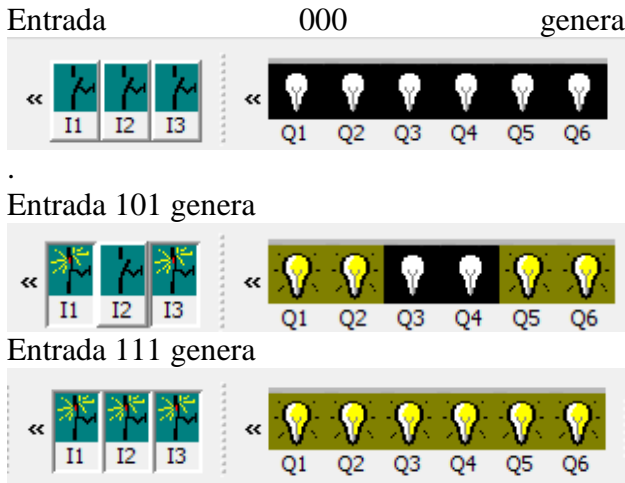 Entrada 000 genera
« I1 I2 I3 « Q1 Q2 Q3 Q4 Q5 Q6
.
Entrada 101 genera
« I1 I2 I3 « Q1 Q2 Q3 Q4 Q5 Q6
Entrada 111 genera
« I1 I2 I3 « Q1 Q2 Q3 Q4 Q5 Q6